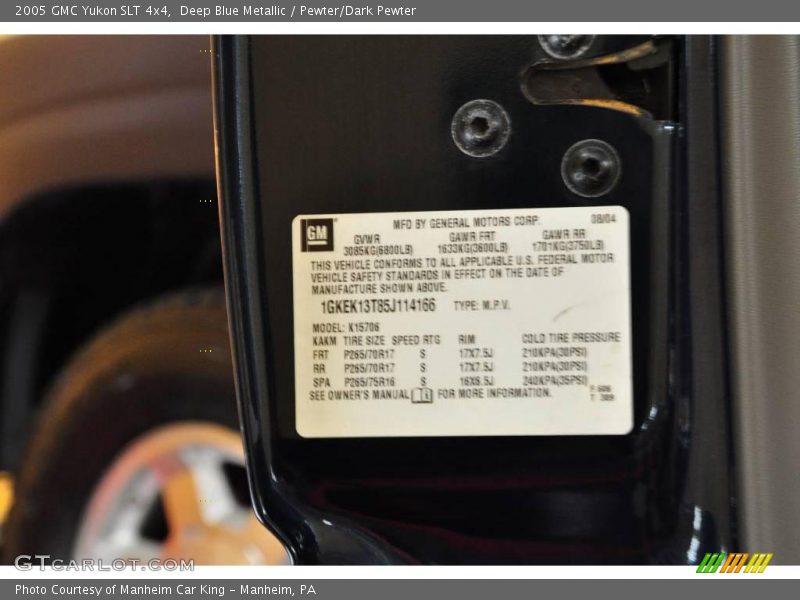 2005 GMC Yukon SLT 4x4,  Deep Blue Metallic / Pewter/Dark Pewter
GM
MFD BY GENERAL MOTORS CORP. 08/04
GVWR GAWR FRT GAWR RR
3085KG(6800LB) 1633KG(3600LB) 1701KG(3750LB)
THIS VEHICLE CONFORMS TO ALL APPLICABLE U.S. FEDERAL MOTOR
VEHICLE SAFETY STANDARDS IN EFFECT ON THE DATE OF
MANUFACTURE SHOWN ABOVE.
1GKEK13T85J114166 TYPE: M.P.V.
MODEL: K15706
KAKM TIRE SIZE SPEED RTG RIM COLD TIRE PRESSURE
FRT P265/70R17 S 17X7.5J 210KPA(30PSI)
RR P265/70R17 S 17X7.5J 210KPA(30PSI)
SPA P265/75R16 S 16X6.5J 240KPA(35PSI)
SEE OWNER'S MANUAL FOR MORE INFORMATION.
GTCarLot.com
Photo Courtesy of Manheim Car King – Manheim, PA